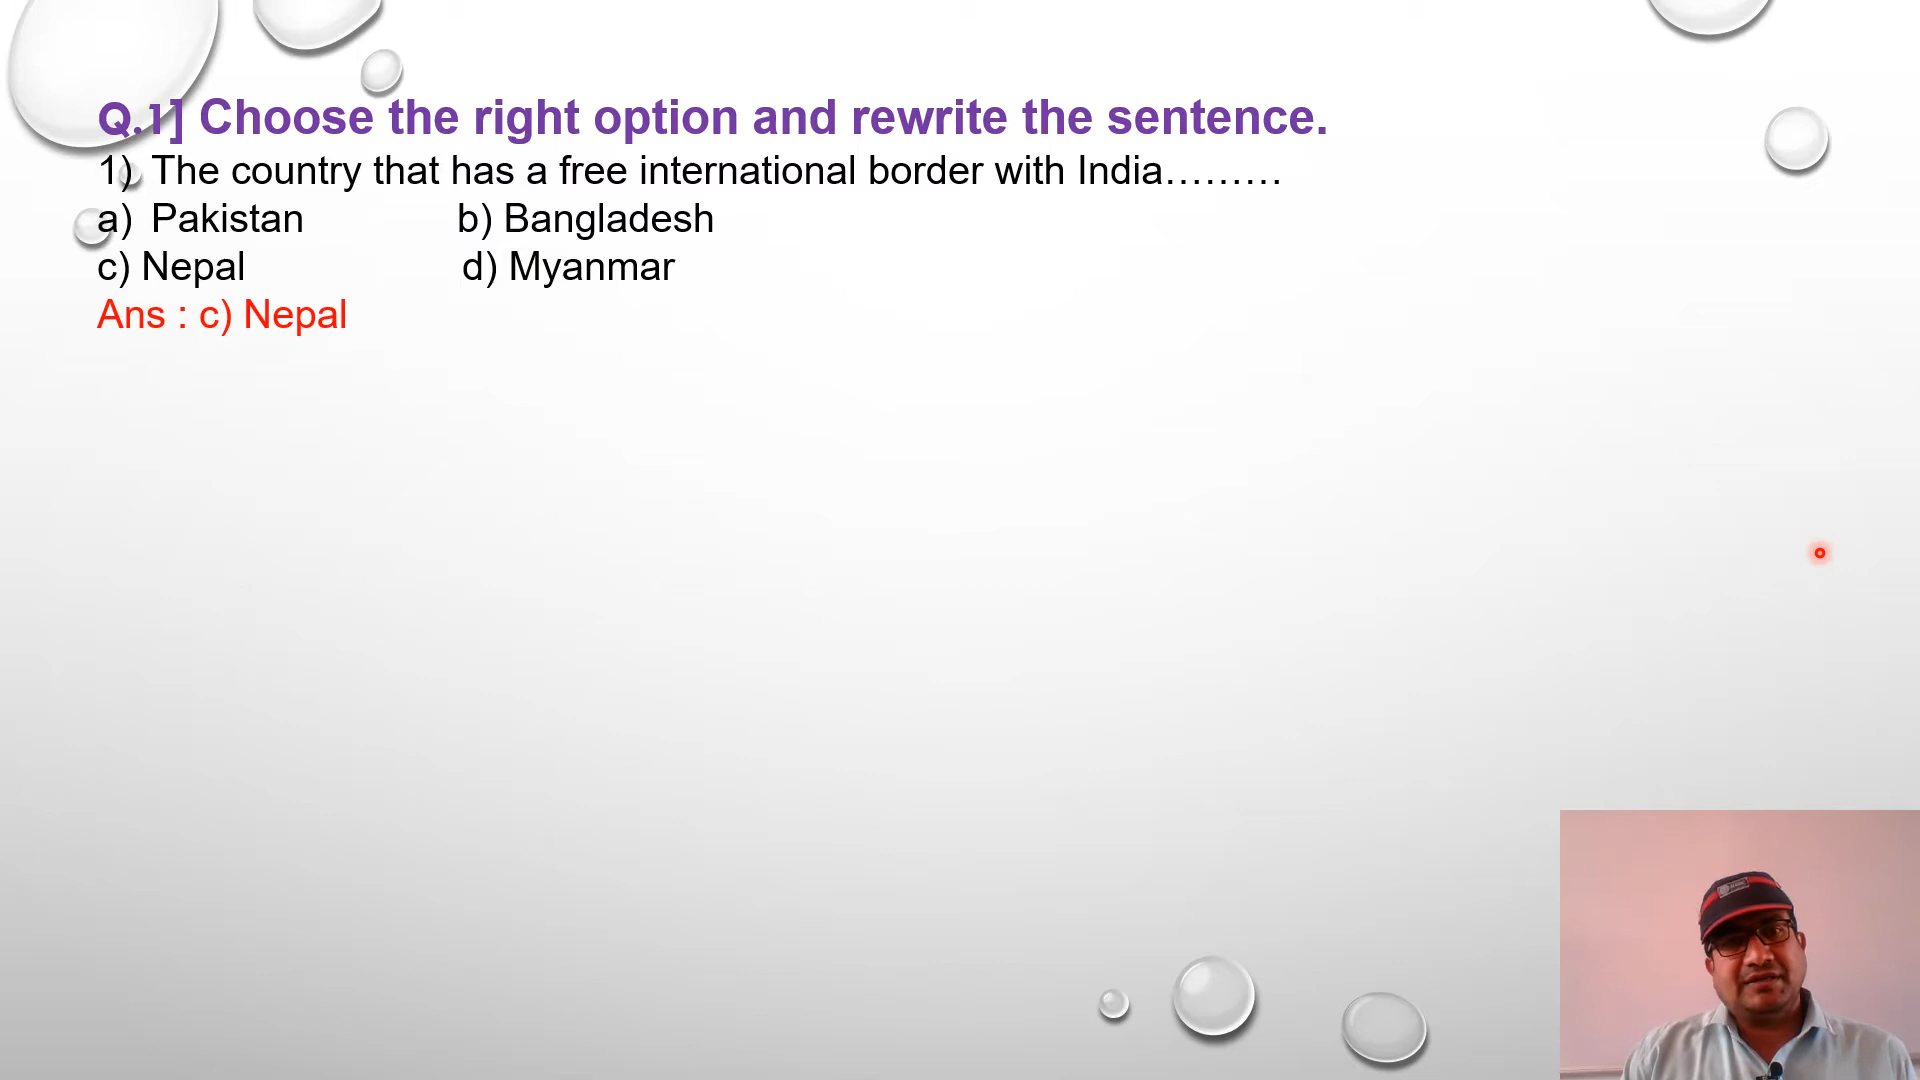 Q.1] Choose the right option and rewrite the sentence.
1) The country that has a free international border with India………
a) Pakistan b) Bangladesh
c) Nepal d) Myanmar
Ans : c) Nepal